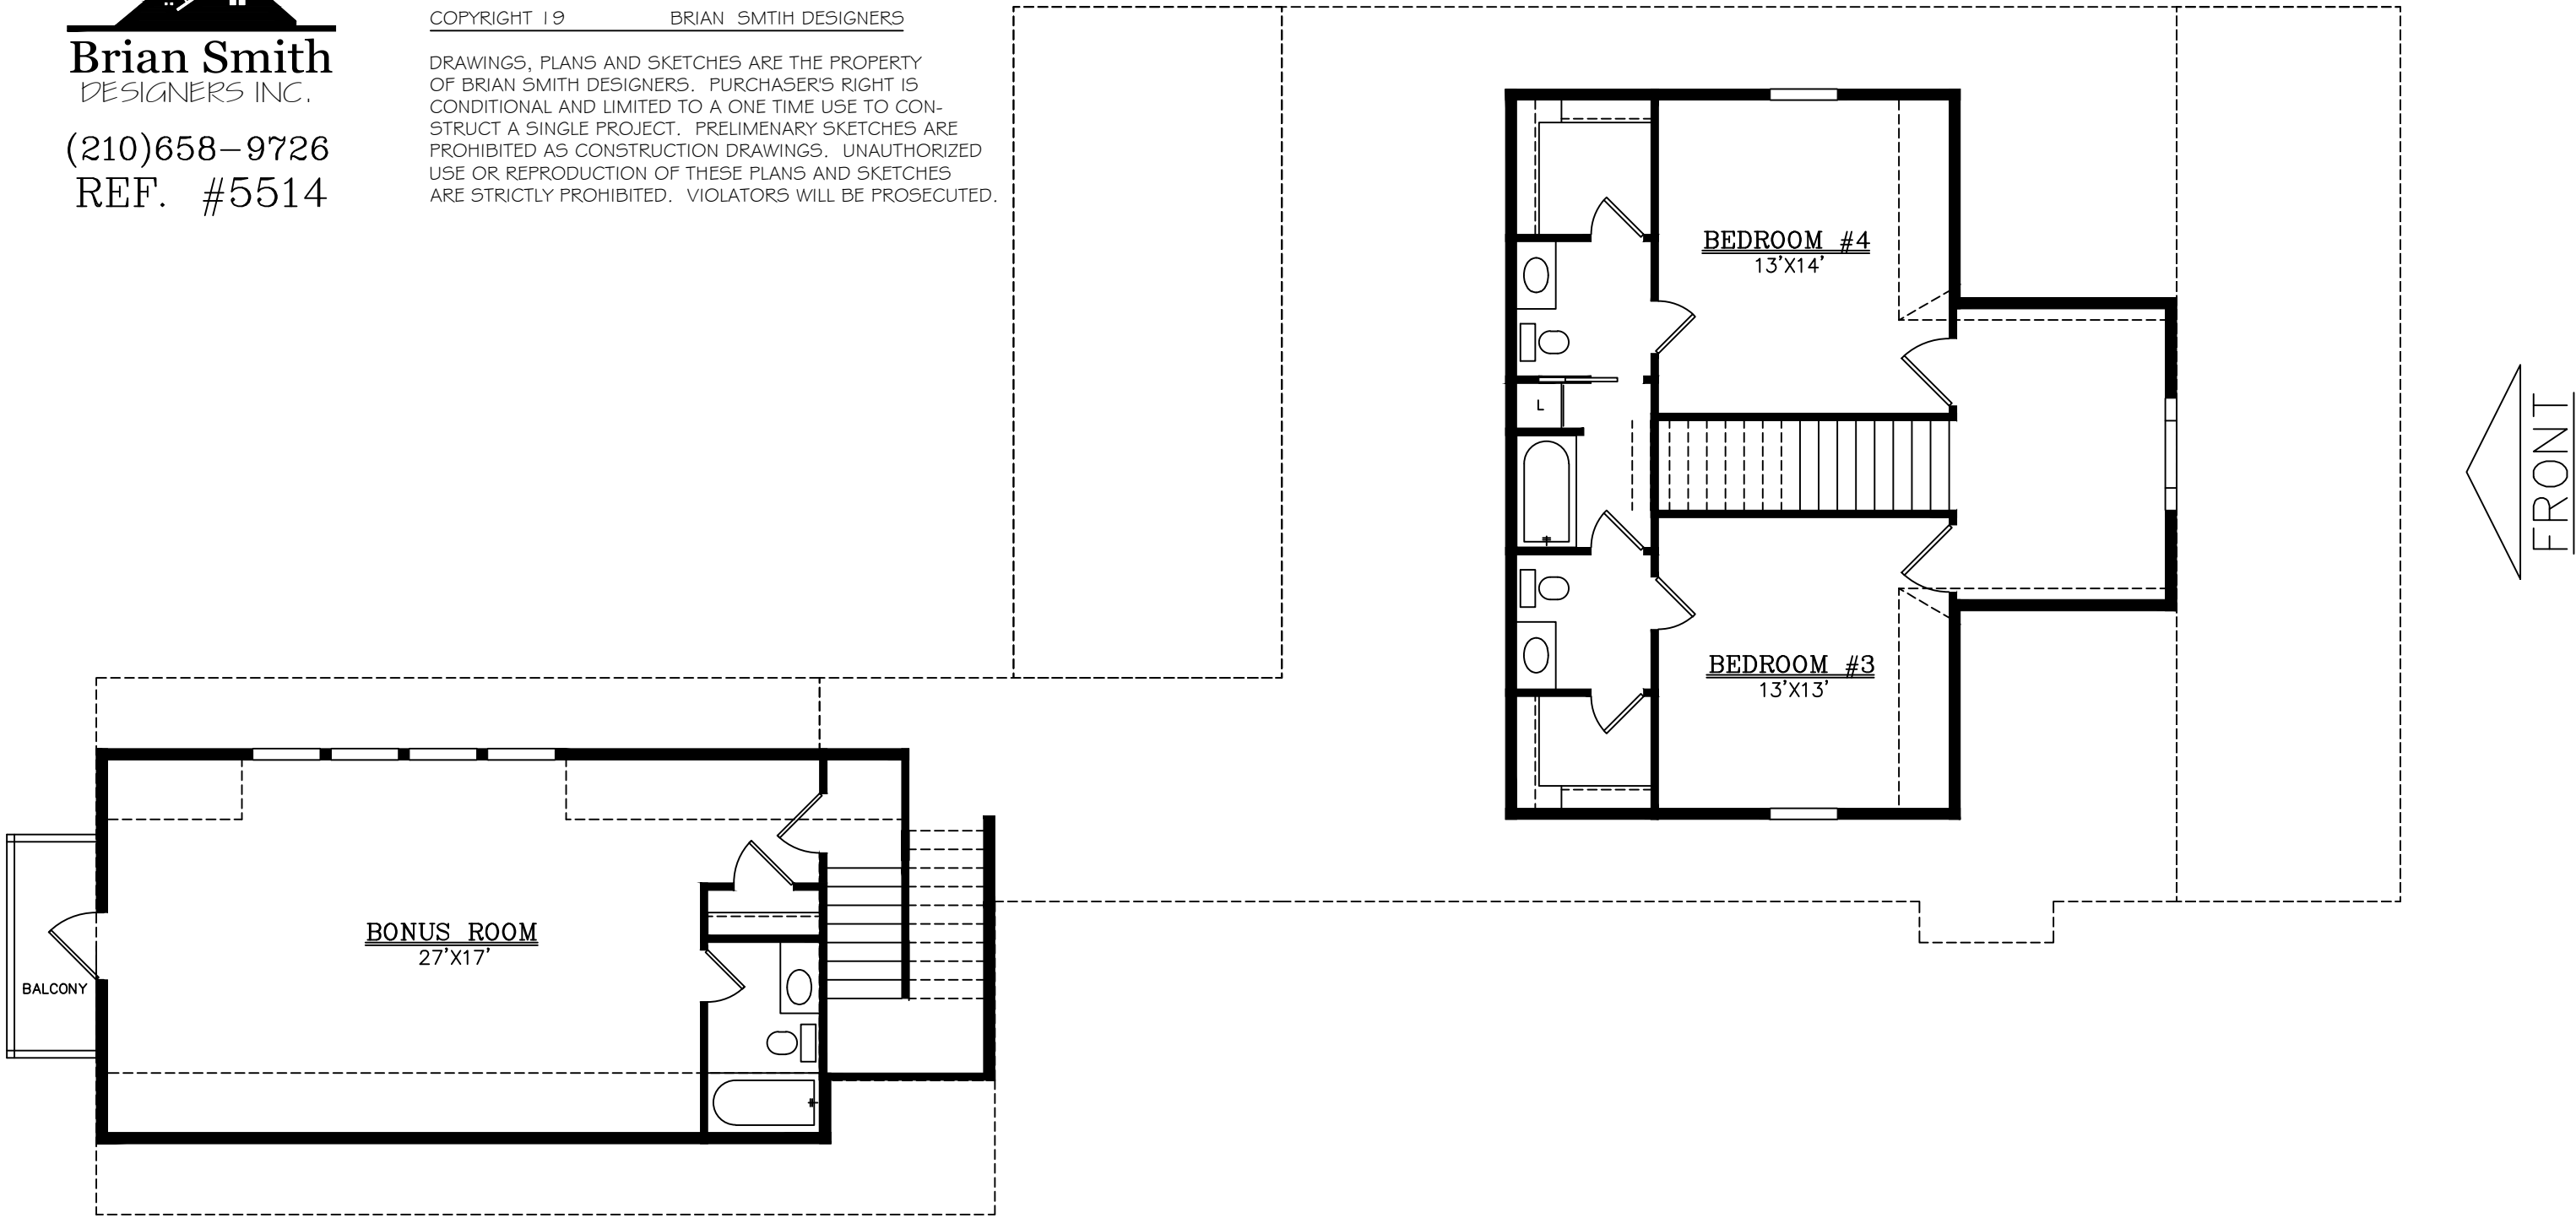 Brian Smith
DESIGNERS INC.
(210)658-9726
REF. #5514
COPYRIGHT 19 BRIAN SMTIH DESIGNERS
DRAWINGS, PLANS AND SKETCHES ARE THE PROPERTY
OF BRIAN SMITH DESIGNERS. PURCHASER'S RIGHT IS
CONDITIONAL AND LIMITED TO A ONE TIME USE TO CON-
STRUCT A SINGLE PROJECT. PRELIMENARY SKETCHES ARE
PROHIBITED AS CONSTRUCTION DRAWINGS. UNAUTHORIZED
USE OR REPRODUCTION OF THESE PLANS AND SKETCHES
ARE STRICTLY PROHIBITED. VIOLATORS WILL BE PROSECUTED.
BEDROOM #4
13'X14'
L
FRONT
BEDROOM #3
13'X13'
BONUS ROOM
27'X17'
BALCONY